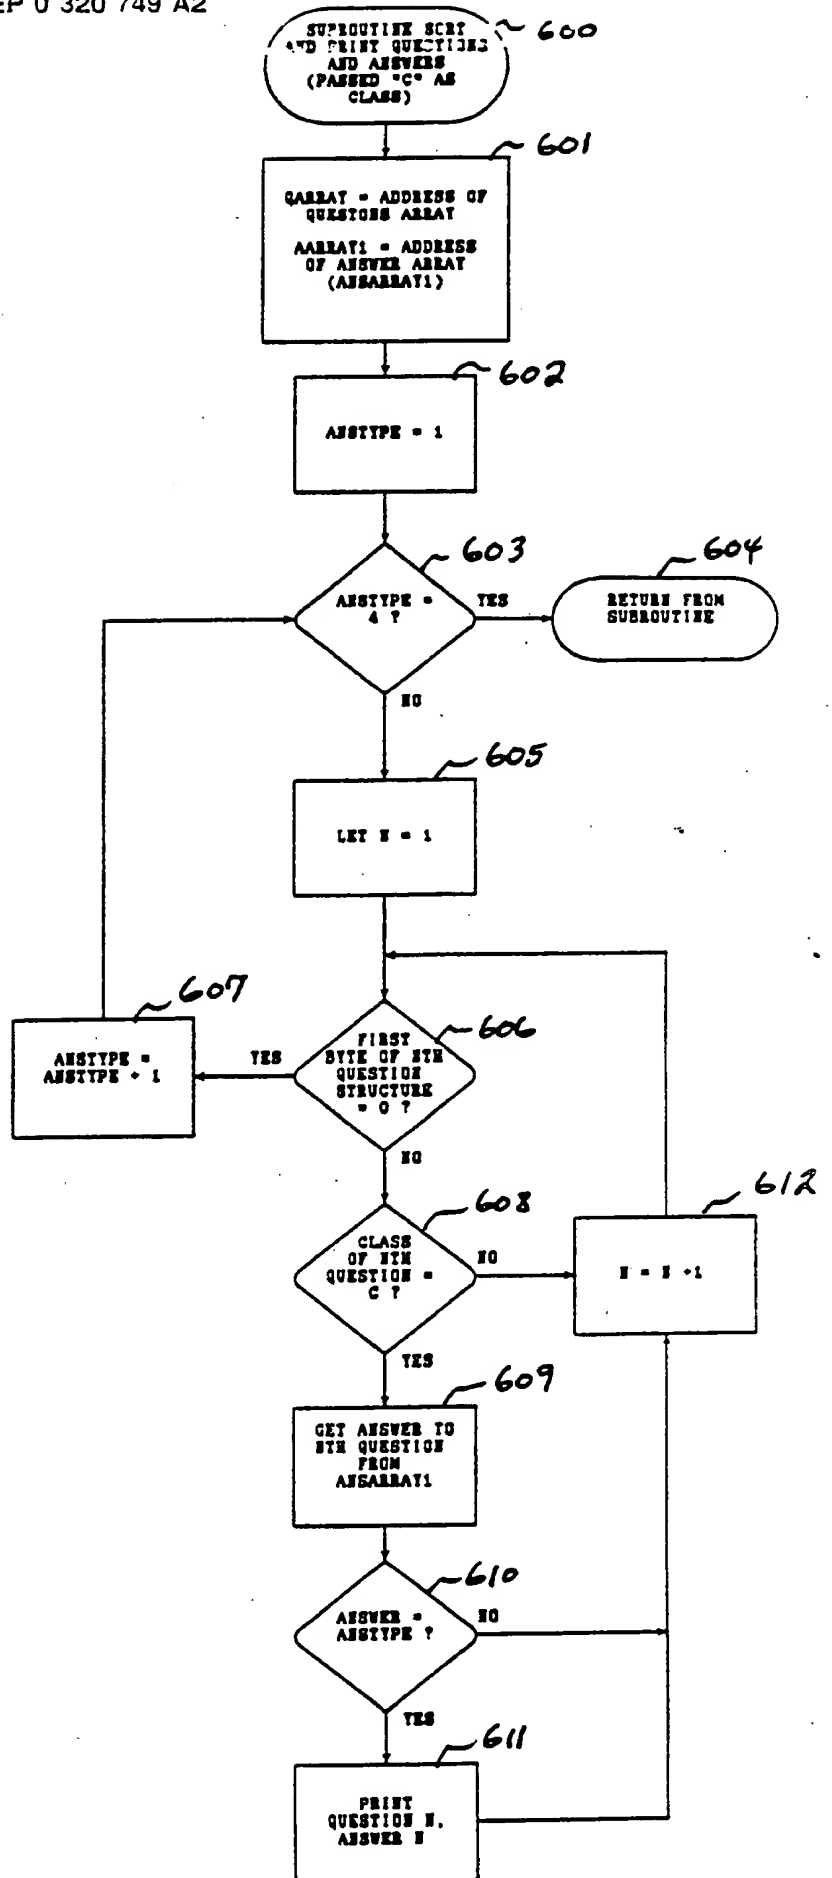 EP 0 320 749 A2
SUBROUTINE SORT
AND PRINT QUESTIONS
AND ANSWERS
(PASSED "C" AS
CLASS)
600
601
QARRAY = ADDRESS OF
QUESTONS ARRAY
AARRAY1 = ADDRESS
OF ANSWER ARRAY
(ANSARRAY1)
602
ANSTYPE = 1
603
ANSTYPE =
4 ?
YES
604
RETURN FROM
SUBROUTINE
NO
605
LET N = 1
606
FIRST
BYTE OF NTH
QUESTION
STRUCTURE
= 0 ?
YES
607
ANSTYPE =
ANSTYPE + 1
NO
608
CLASS
OF NTH
QUESTION =
C ?
NO
612
N = N +1
YES
609
GET ANSWER TO
NTH QUESTION
FROM
ANSARRAY1
610
ANSWER =
ANSTYPE ?
NO
YES
611
PRINT
QUESTION N,
ANSWER N